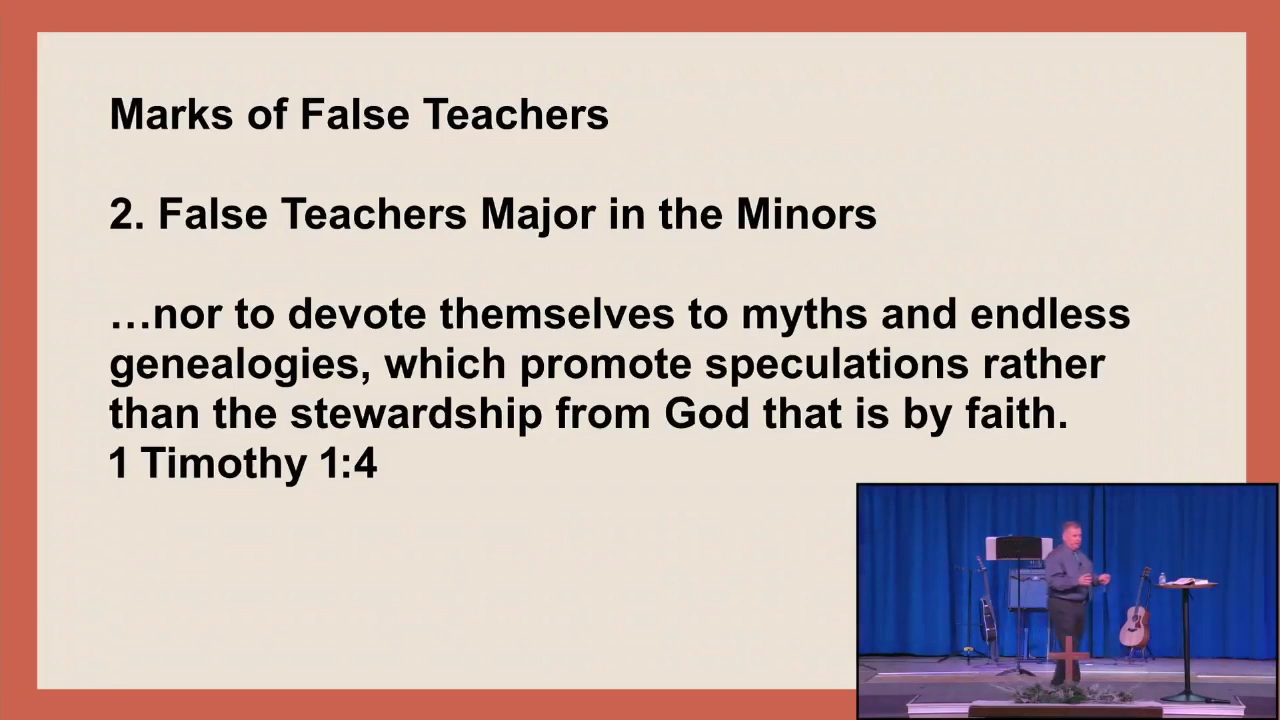 Marks of False Teachers
2. False Teachers Major in the Minors
…nor to devote themselves to myths and endless
genealogies, which promote speculations rather
than the stewardship from God that is by faith.
1 Timothy 1:4